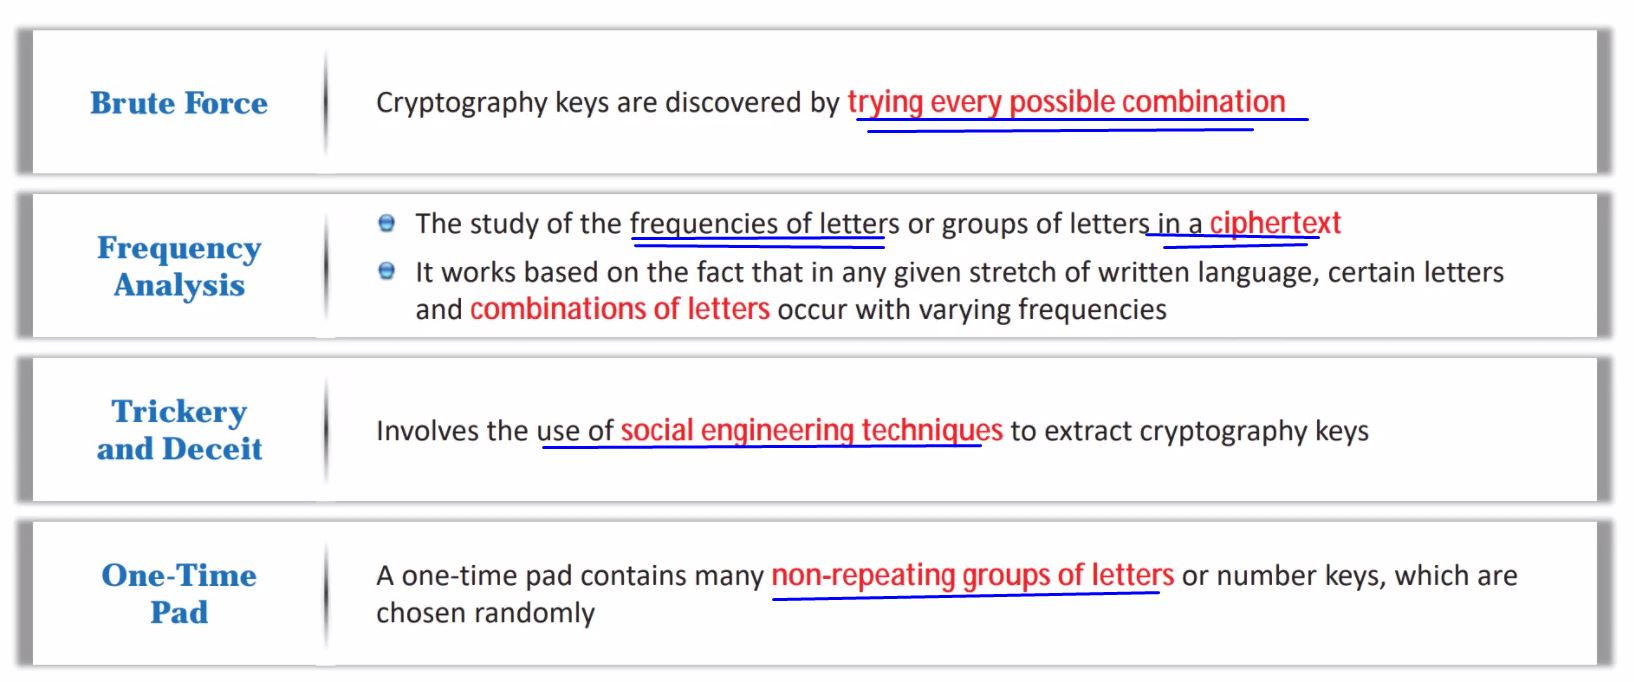 Brute Force
Cryptography keys are discovered by trying every possible combination
Frequency
Analysis
The study of the frequencies of letters or groups of letters in a ciphertext
It works based on the fact that in any given stretch of written language, certain letters
and combinations of letters occur with varying frequencies
Trickery
and Deceit
Involves the use of social engineering techniques to extract cryptography keys
One-Time
Pad
A one-time pad contains many non-repeating groups of letters or number keys, which are
chosen randomly